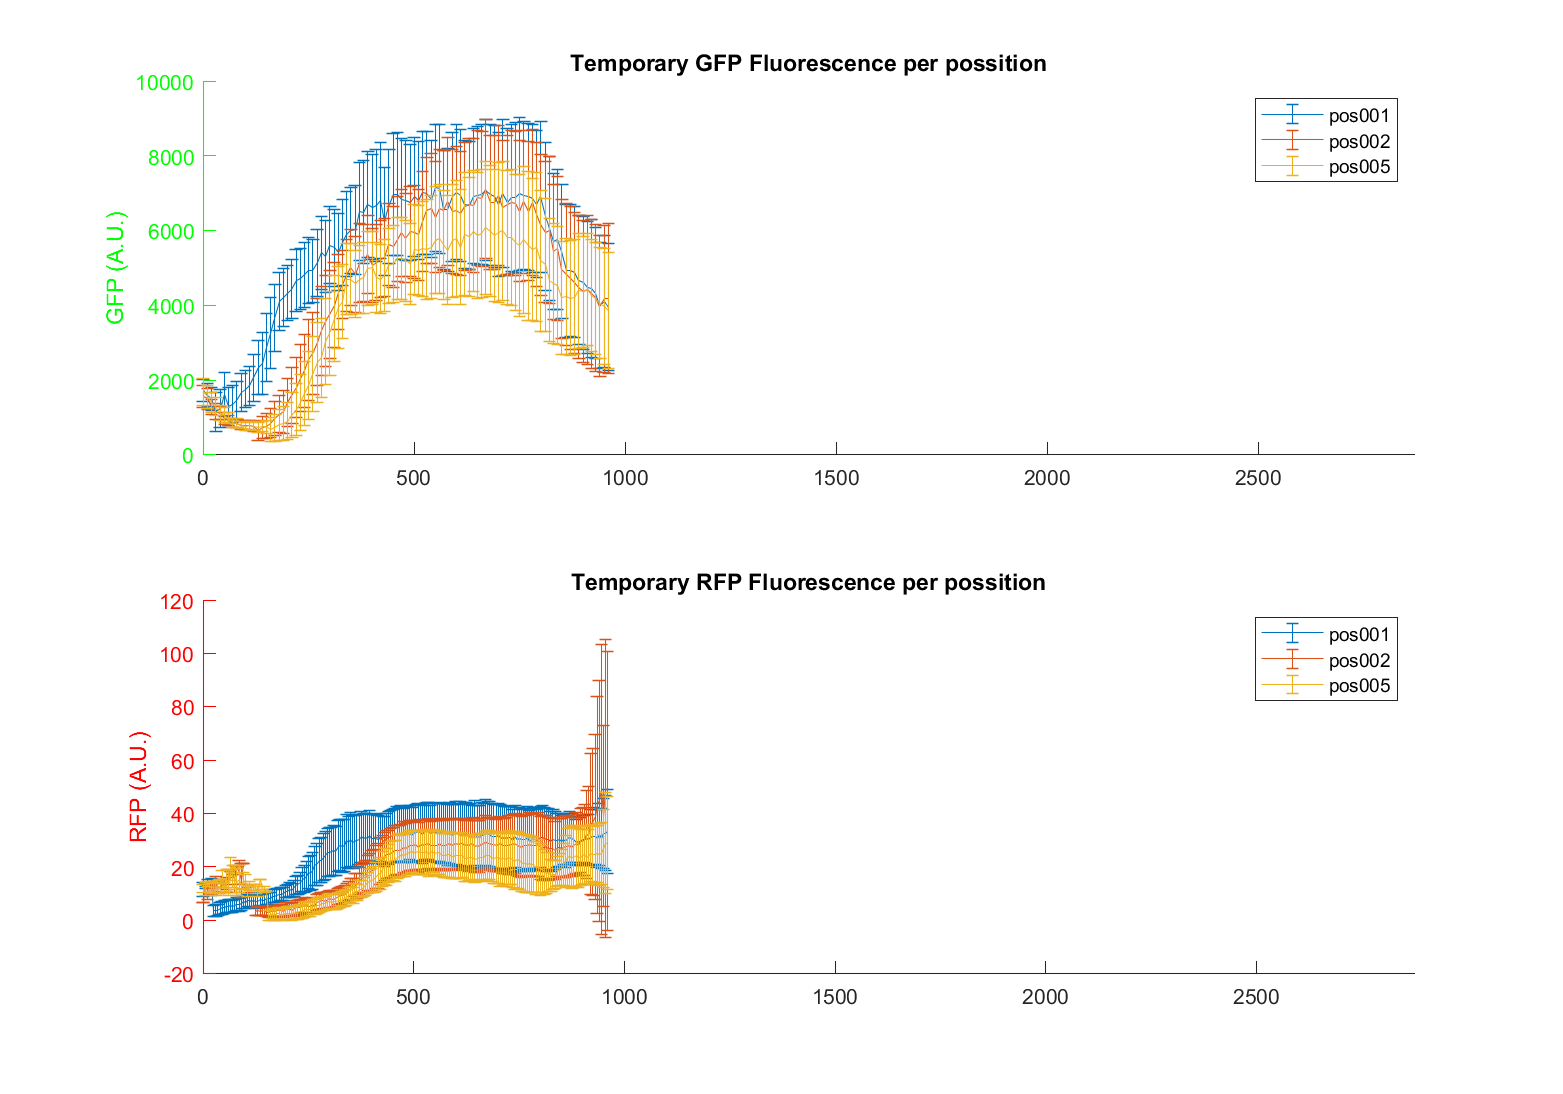 Temporary GFP Fluorescence per possition
GFP (A.U.)
10000
8000
6000
4000
2000
0
0 500 1000 1500 2000 2500
pos001
pos002
pos005
Temporary RFP Fluorescence per possition
RFP (A.U.)
120
100
80
60
40
20
0
-20
0 500 1000 1500 2000 2500
pos001
pos002
pos005